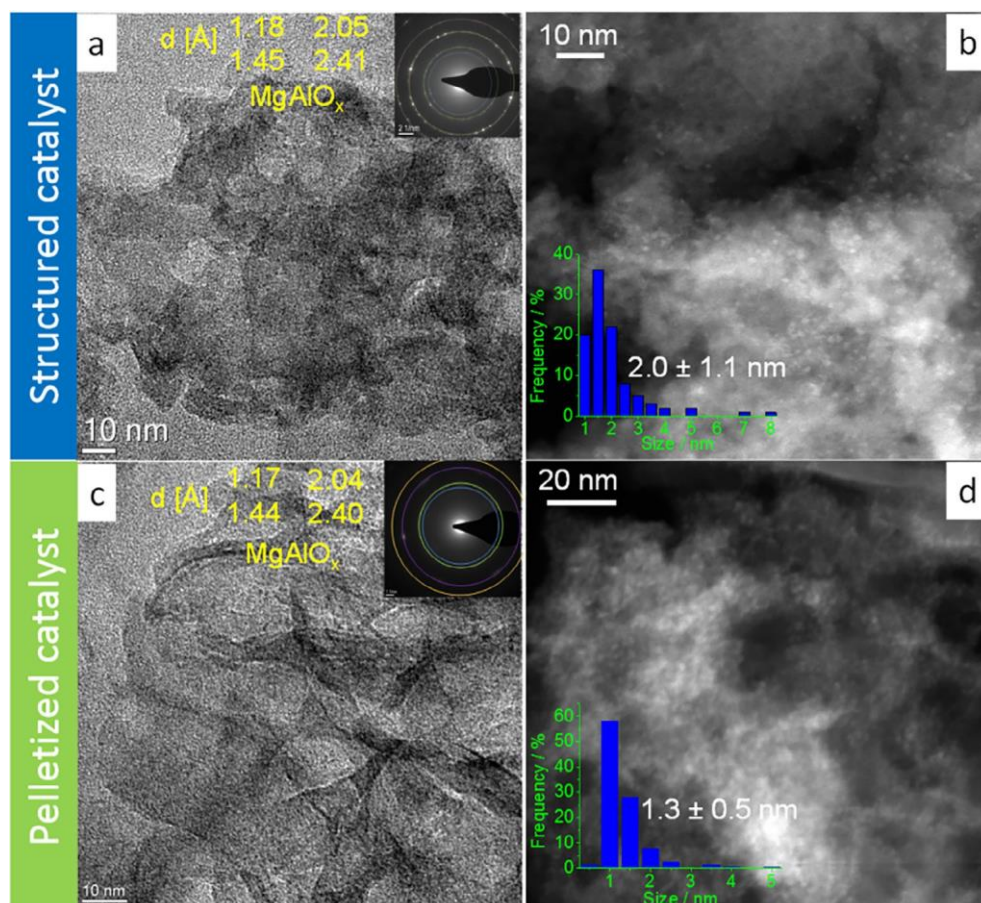 Structured catalyst
a
d [Å] 1.18 2.05
1.45 2.41
MgAlOx
2 1/nm
10 nm
b
10 nm
40
30
20
10
0
Frequency / %
2.0 ± 1.1 nm
1 2 3 4 5 6 7 8
Size / nm
Pelletized catalyst
c
d [Å] 1.17 2.04
1.44 2.40
MgAlOx
10 nm
d
20 nm
60
50
40
30
20
10
0
Frequency / %
1.3 ± 0.5 nm
1 2 3 4 5
Size / nm